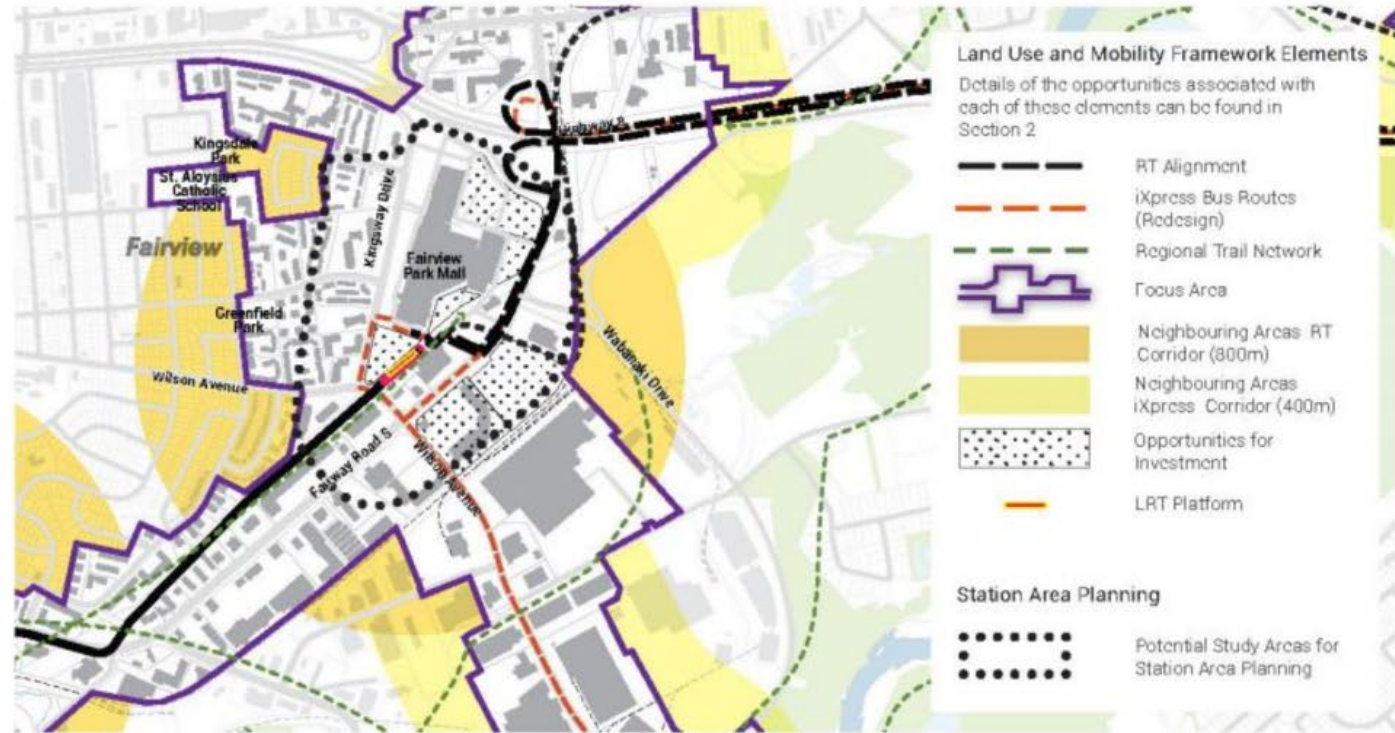 Kingsdale
Park
St. Aloysius
Catholic
School
Fairview
Kingsway Drive
Fairview
Park Mall
Greenfield
Park
Wilson Avenue
Wabanaki Drive
Fairway Road S
Wilson Avenue
Highway 8
Land Use and Mobility Framework Elements
Details of the opportunities associated with
each of these elements can be found in
Section 2
RT Alignment
iXpress Bus Routes
(Redesign)
Regional Trail Network
Focus Area
Neighbouring Areas RT
Corridor (800m)
Neighbouring Areas
iXpress Corridor (400m)
Opportunities for
Investment
LRT Platform
Station Area Planning
Potential Study Areas for
Station Area Planning